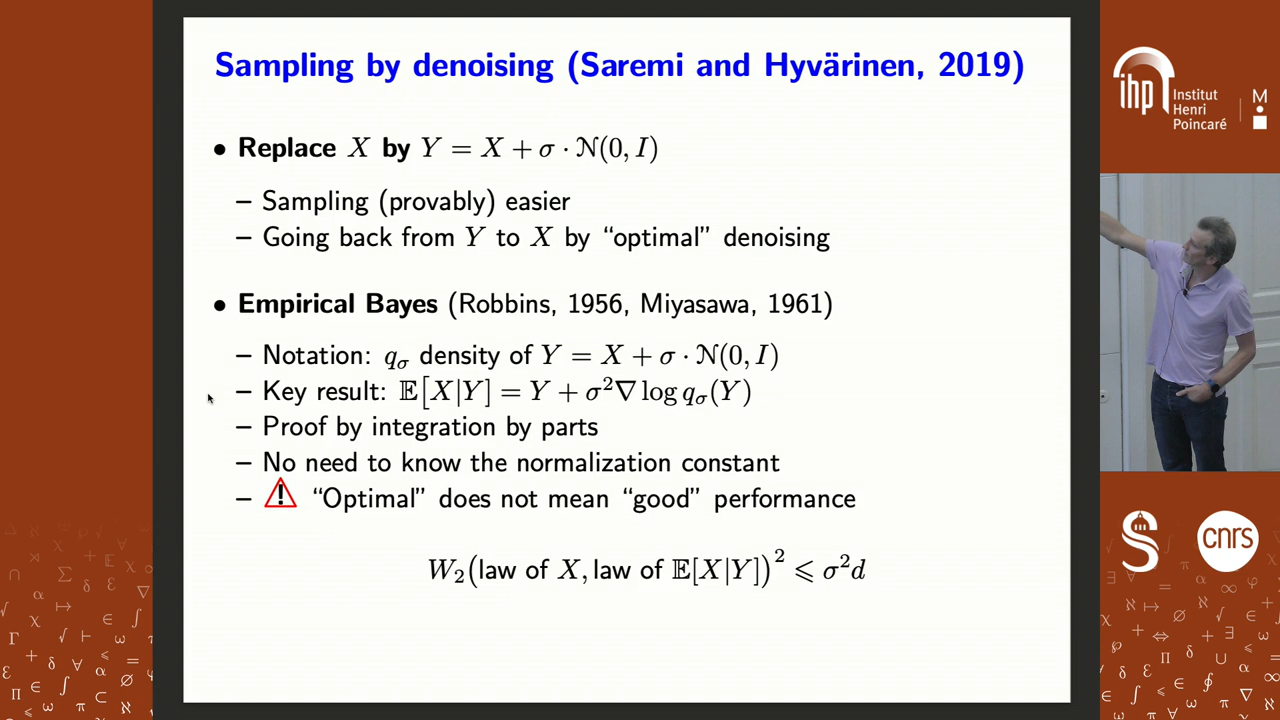 Sampling by denoising (Saremi and Hyvärinen, 2019)
• Replace X by Y = X + σ · N(0, I)
– Sampling (provably) easier
– Going back from Y to X by “optimal” denoising
• Empirical Bayes (Robbins, 1956, Miyasawa, 1961)
– Notation: qσ density of Y = X + σ · N(0, I)
– Key result: 𝔼[X|Y] = Y + σ²∇ log qσ(Y)
– Proof by integration by parts
– No need to know the normalization constant
– ⚠ “Optimal” does not mean “good” performance
W₂(law of X, law of 𝔼[X|Y])² ⩽ σ²d
ihp
Institut
Henri
Poincaré
M
S
cnrs